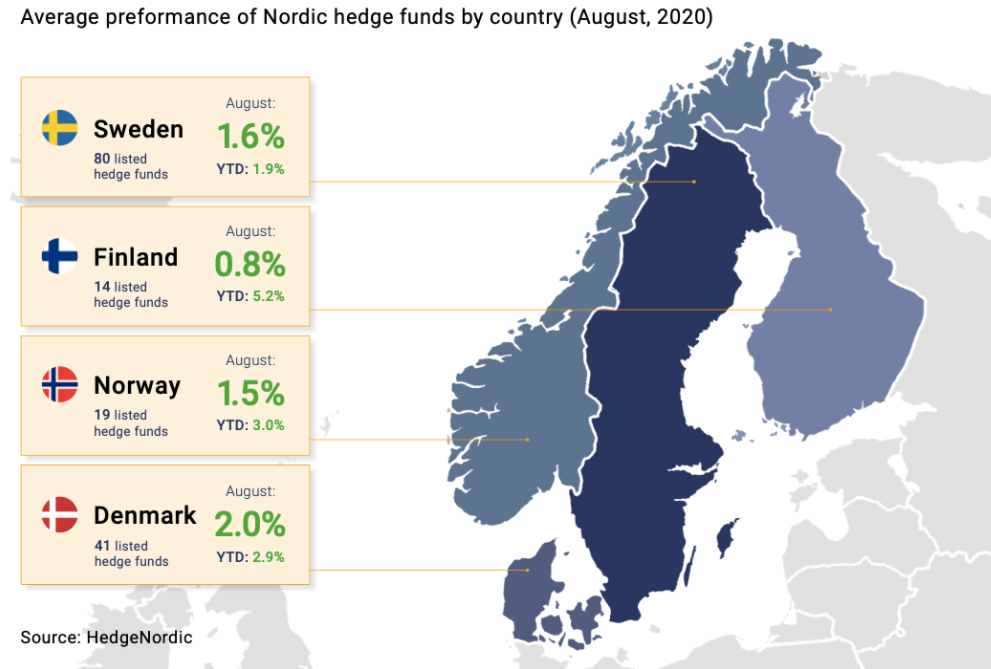 Average preformance of Nordic hedge funds by country (August, 2020)
Sweden
80 listed
hedge funds
August:
1.6%
YTD: 1.9%
Finland
14 listed
hedge funds
August:
0.8%
YTD: 5.2%
Norway
19 listed
hedge funds
August:
1.5%
YTD: 3.0%
Denmark
41 listed
hedge funds
August:
2.0%
YTD: 2.9%
Source: HedgeNordic